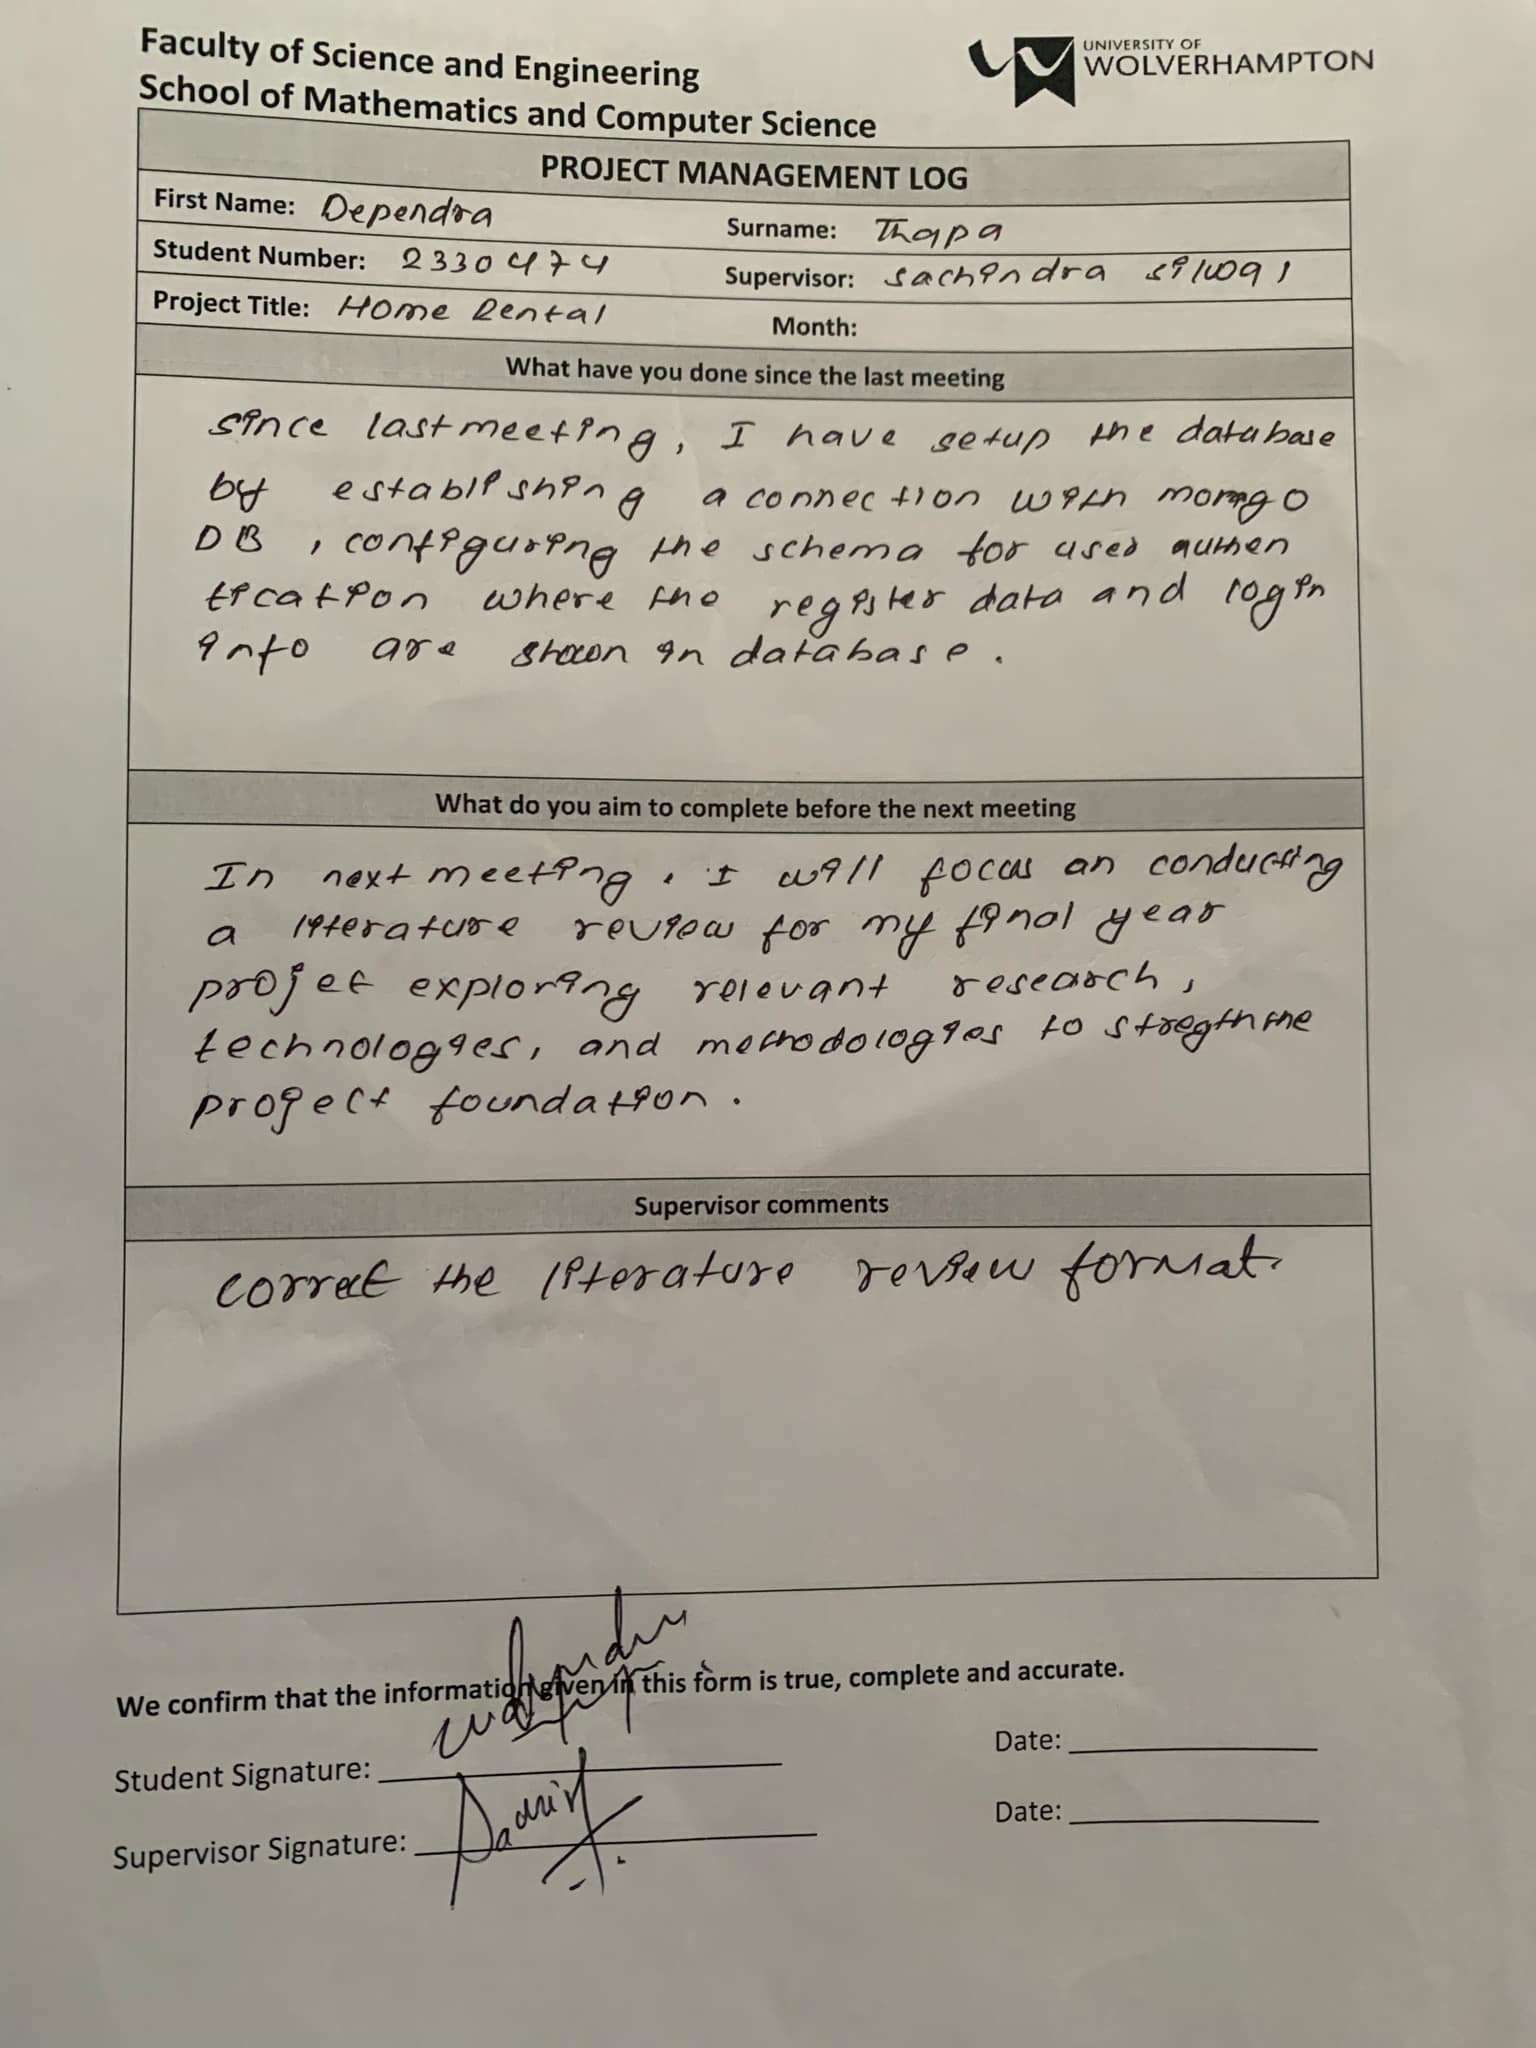 Faculty of Science and Engineering
School of Mathematics and Computer Science
UNIVERSITY OF
WOLVERHAMPTON
PROJECT MANAGEMENT LOG
First Name: Dependra
Surname: Thapa
Student Number: 2330474
Supervisor: Sachindra
Project Title: Home Rental
Month:
What have you done since the last meeting
since last meeting, I have setup the database
by establishing a connection with mongo
DB, configuring the schema for used authen
tication where the register data and login
info are shown in database.
What do you aim to complete before the next meeting
In next meeting, I will focus an conducting
a literature review for my final year
projet exploring relevant research,
technologies, and methodologies to stregth the
project foundation.
Supervisor comments
correct the literature review format.
We confirm that the information given in this form is true, complete and accurate.
Student Signature:
Date:
Supervisor Signature:
Date: